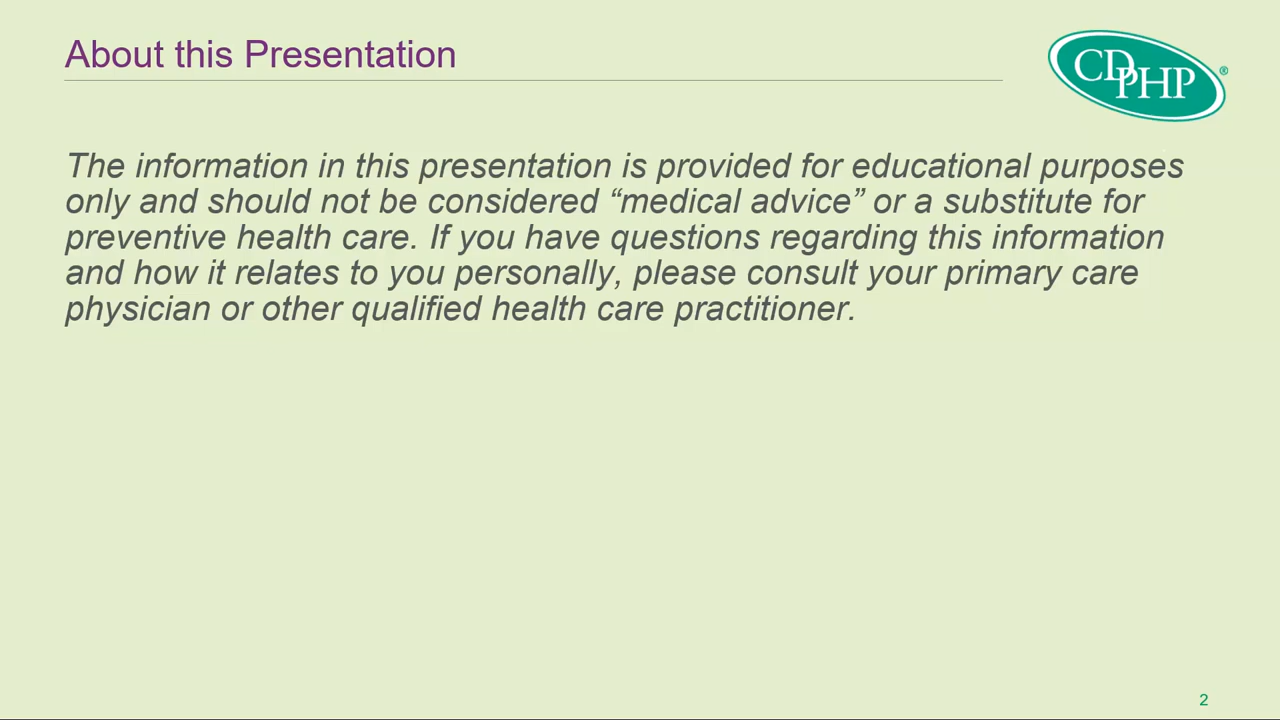 About this Presentation
CDPHP®
The information in this presentation is provided for educational purposes
only and should not be considered “medical advice” or a substitute for
preventive health care. If you have questions regarding this information
and how it relates to you personally, please consult your primary care
physician or other qualified health care practitioner.
2